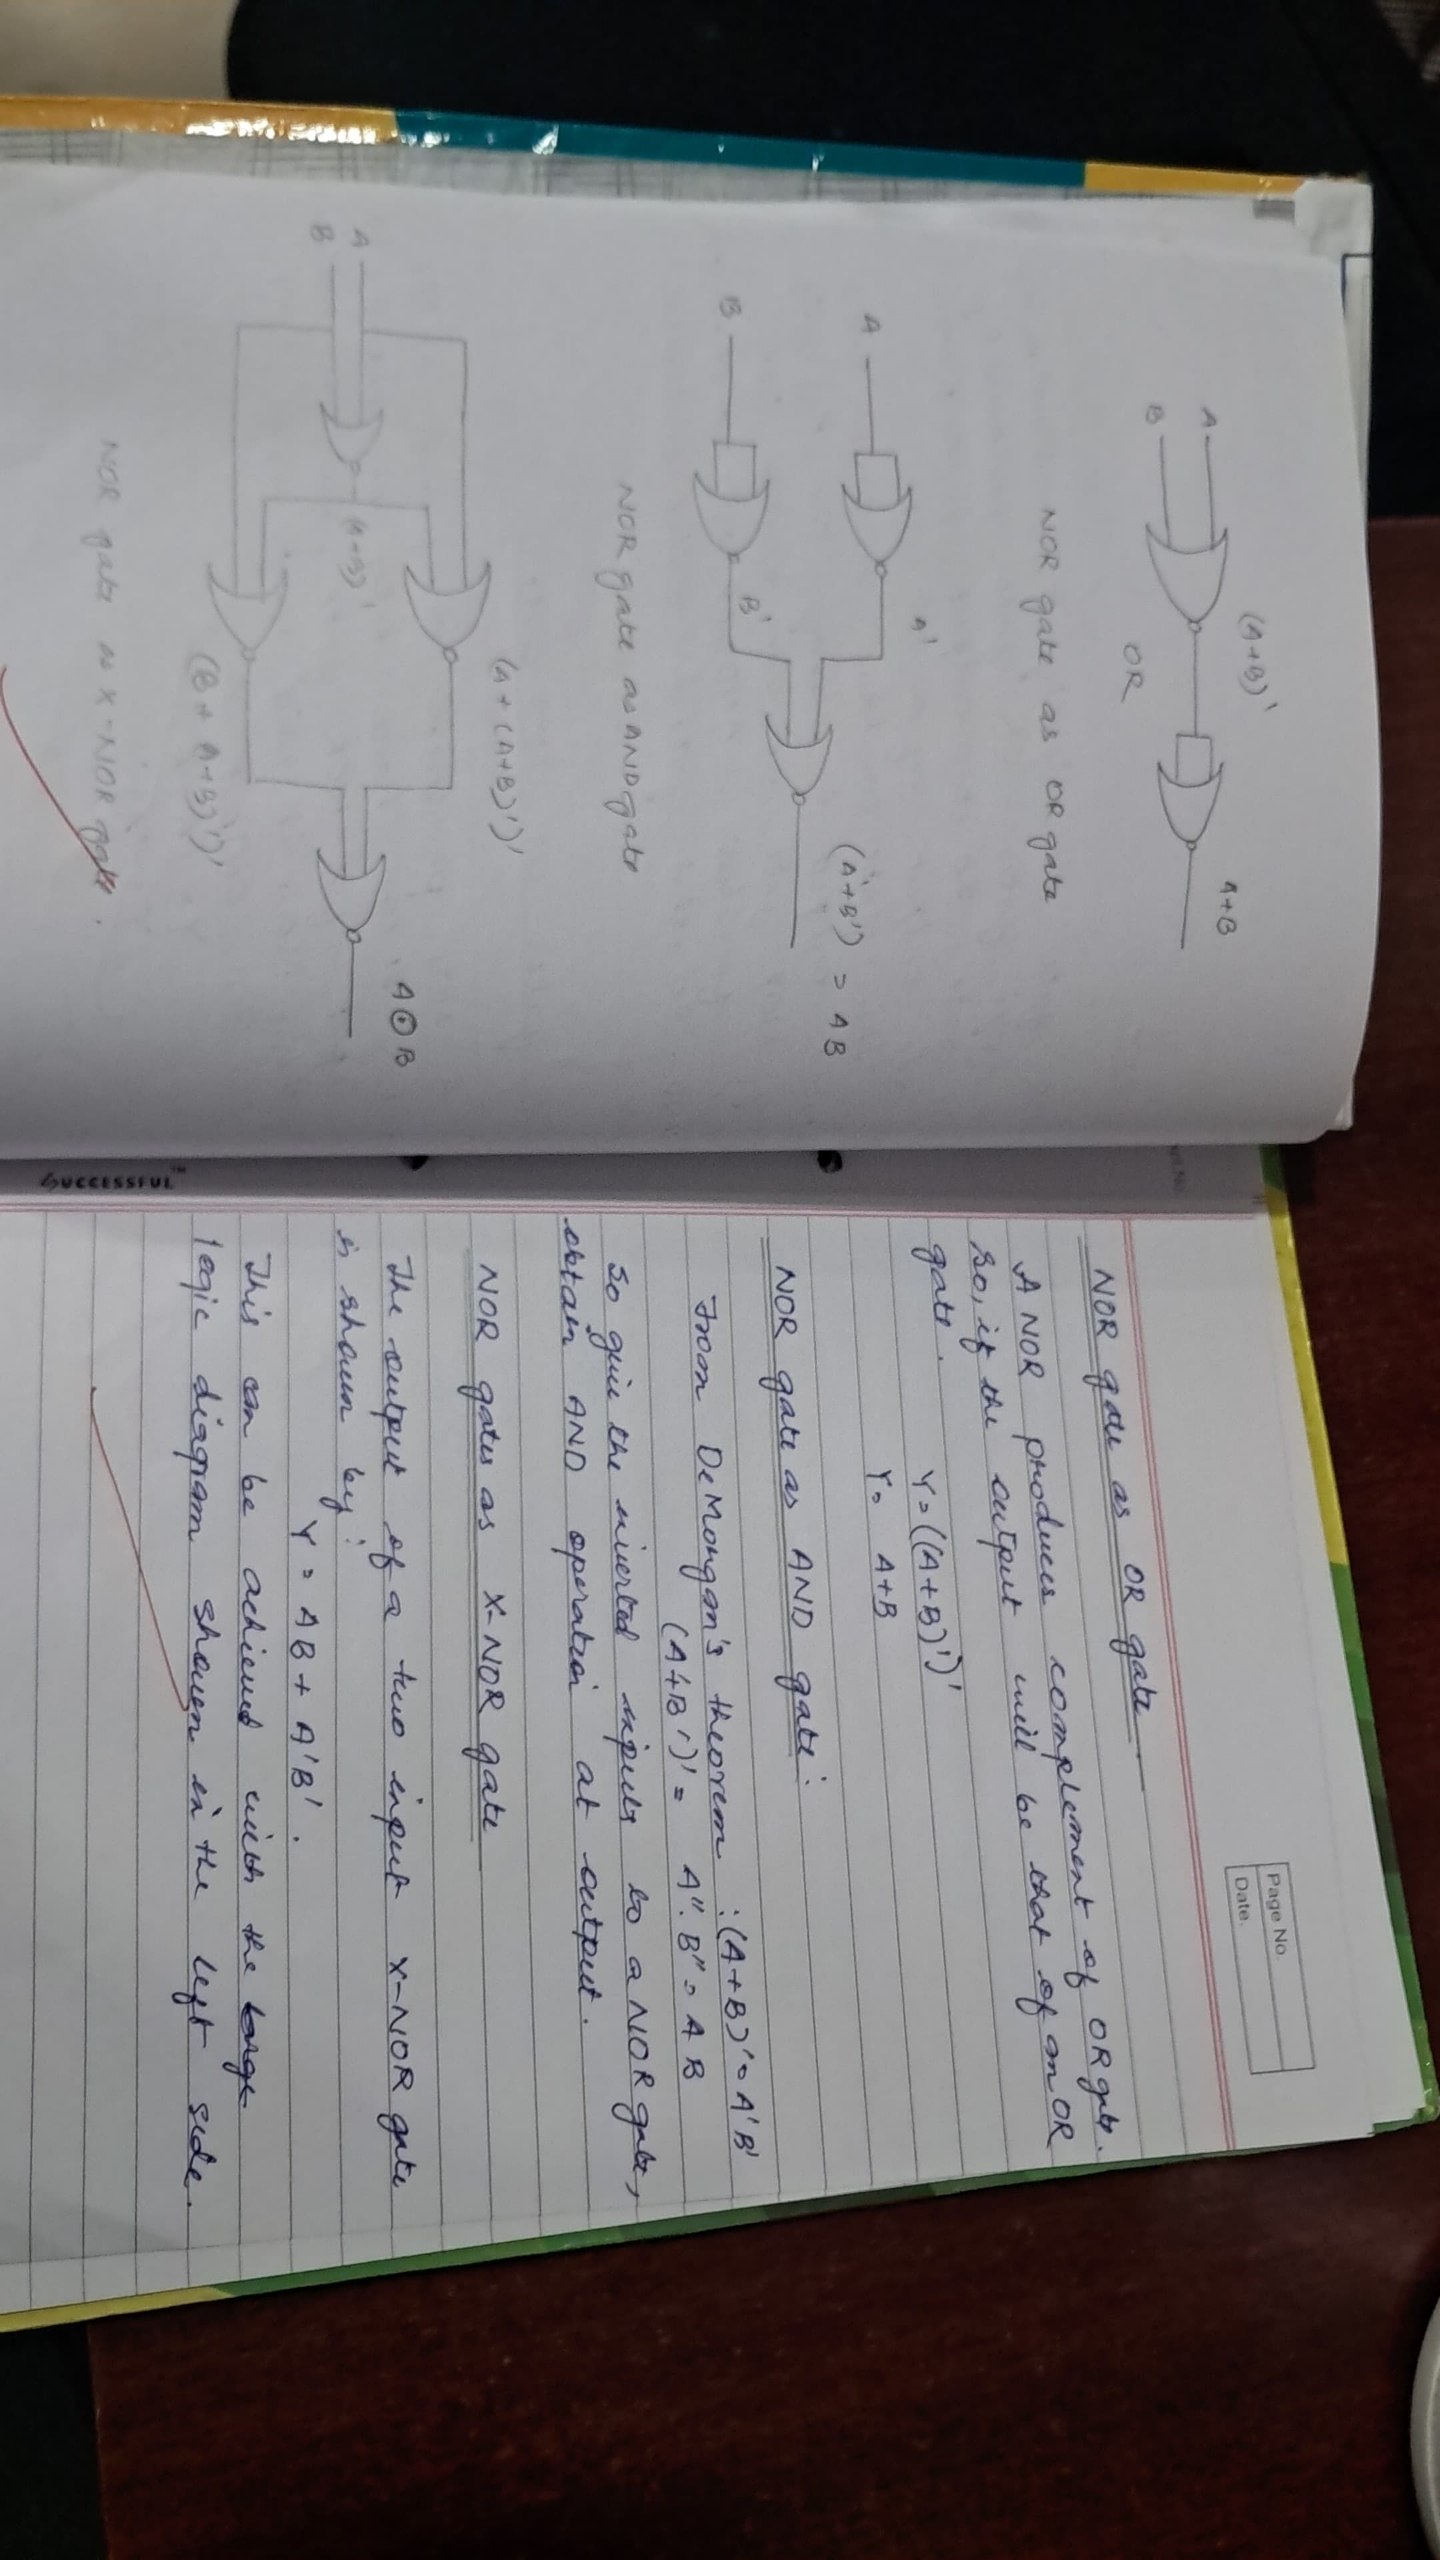 A
B
(A+B)'
OR
A+B
NOR gate as OR gate
A
A'
B
B'
(A'+B') = AB
NOR gate as AND gate
A
B
(A+(A+B)')'
(A+B)'
(B+A+B)')'
A⊙B
NOR gate as X-NOR gate.
SUCCESSFUL™
Page No.
Date.
NOR gate as OR gate
A NOR produces complement of OR gate.
So, if the output will be that of an OR
gate.
Y=((A+B)')'
Y= A+B
NOR gate as AND gate:
From DeMorgan's theorem : (A+B)'= A'B'
(A'+B')'= A''.B''= AB
So give the inverted inputs to a NOR gate,
obtain AND operation at output.
NOR gates as X-NOR gate
The output of a two input X-NOR gate
is shown by:
Y = AB + A'B'.
This can be achieved with the
logic diagram shown in the left side.